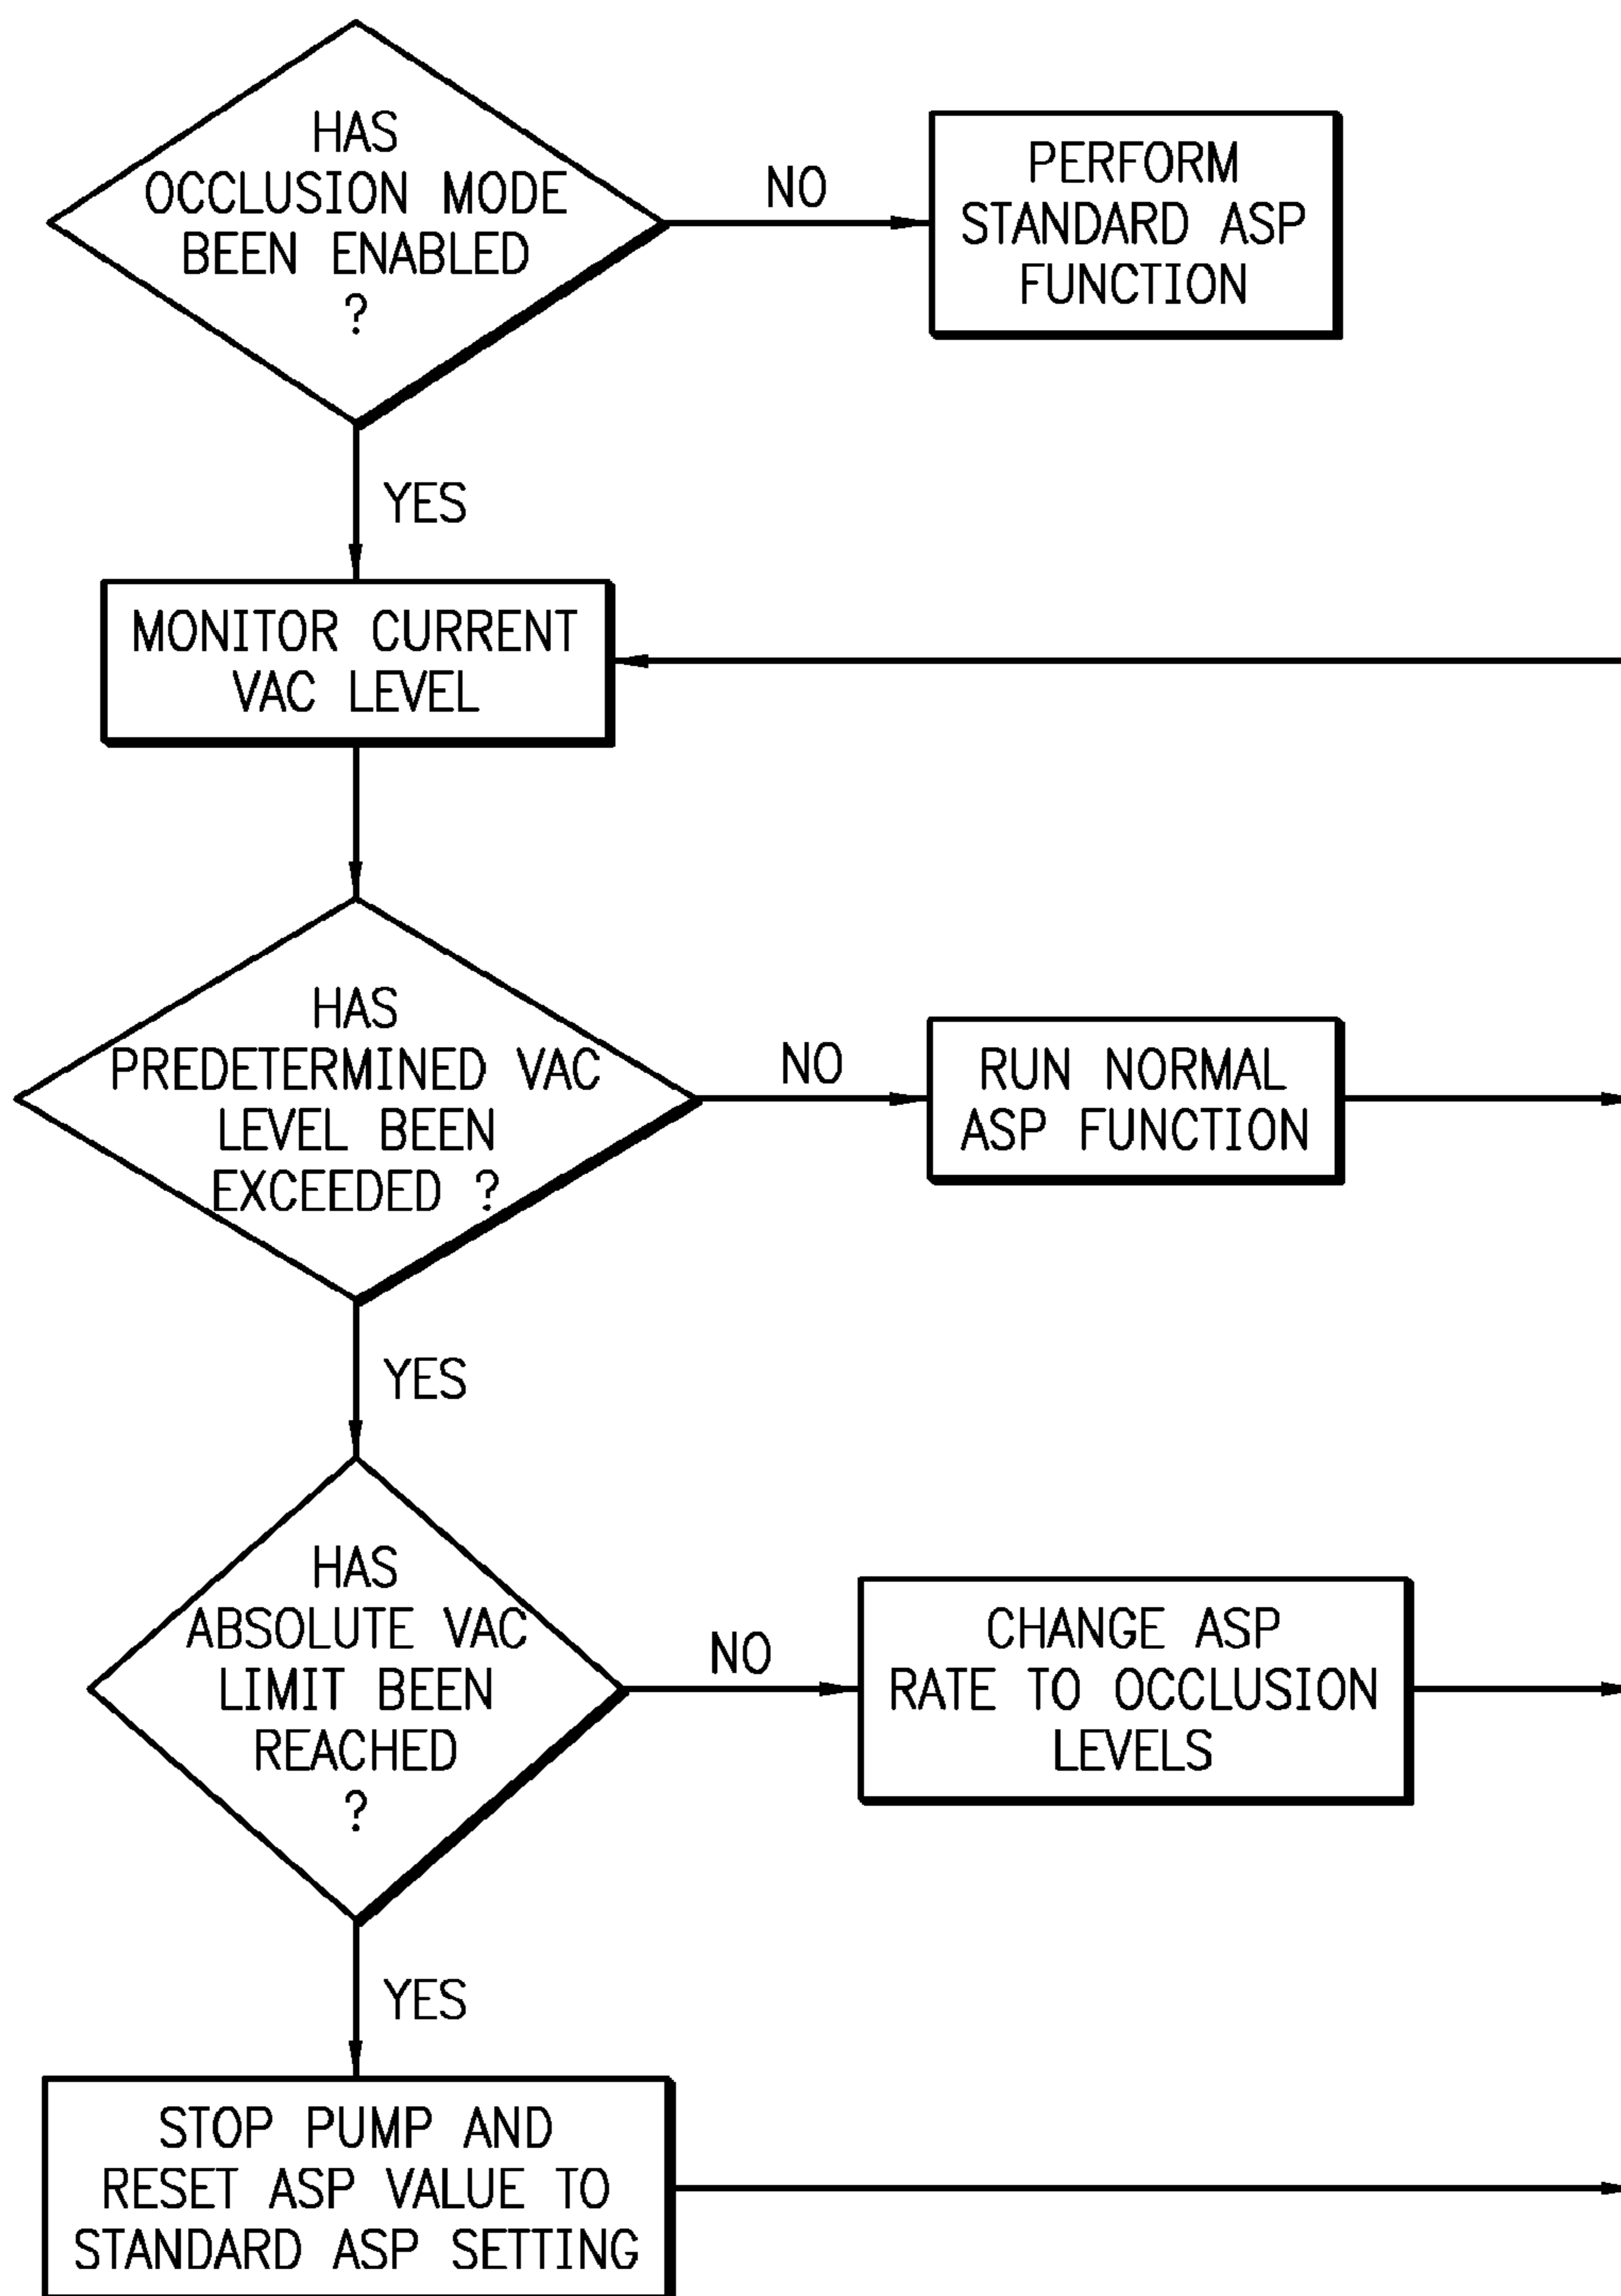 HAS
OCCLUSION MODE
BEEN ENABLED
?
NO
PERFORM
STANDARD ASP
FUNCTION
YES
MONITOR CURRENT
VAC LEVEL
HAS
PREDETERMINED VAC
LEVEL BEEN
EXCEEDED ?
NO
RUN NORMAL
ASP FUNCTION
YES
HAS
ABSOLUTE VAC
LIMIT BEEN
REACHED
?
NO
CHANGE ASP
RATE TO OCCLUSION
LEVELS
YES
STOP PUMP AND
RESET ASP VALUE TO
STANDARD ASP SETTING